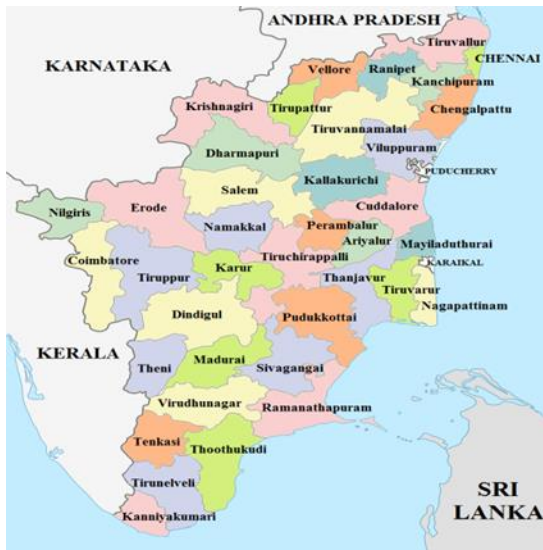 ANDHRA PRADESH
Tiruvallur
KARNATAKA
CHENNAI
Vellore
Ranipet
Kanchipuram
Krishnagiri
Tirupattur
Chengalpattu
Tiruvannamalai
Viluppuram
Dharmapuri
PUDUCHERRY
Kallakurichi
Salem
Erode
Cuddalore
Nilgiris
Namakkal
Perambalur
Ariyalur
Mayiladuthurai
Coimbatore
Tiruchirappalli
KARAIKAL
Karur
Tiruppur
Thanjavur
Tiruvarur
Nagapattinam
Dindigul
Pudukkottai
KERALA
Madurai
Theni
Sivagangai
Virudhunagar
Ramanathapuram
Tenkasi
Thoothukudi
Tirunelveli
SRI
LANKA
Kanniyakumari